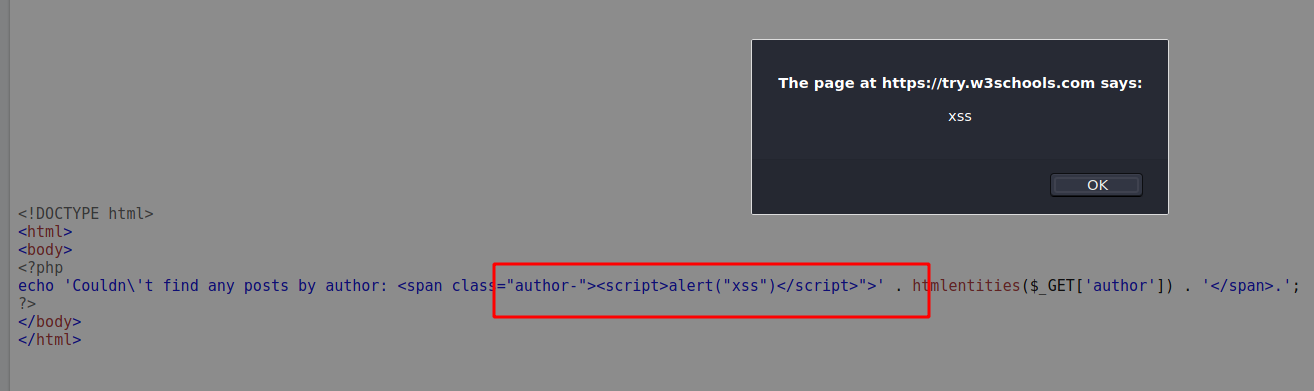 The page at https://try.w3schools.com says:
xss
OK
<!DOCTYPE html>
<html>
<body>
<?php
echo 'Couldn\'t find any posts by author: <span class="author-"><script>alert("xss")</script>">' . htmlentities($_GET['author']) . '</span>.';
?>
</body>
</html>